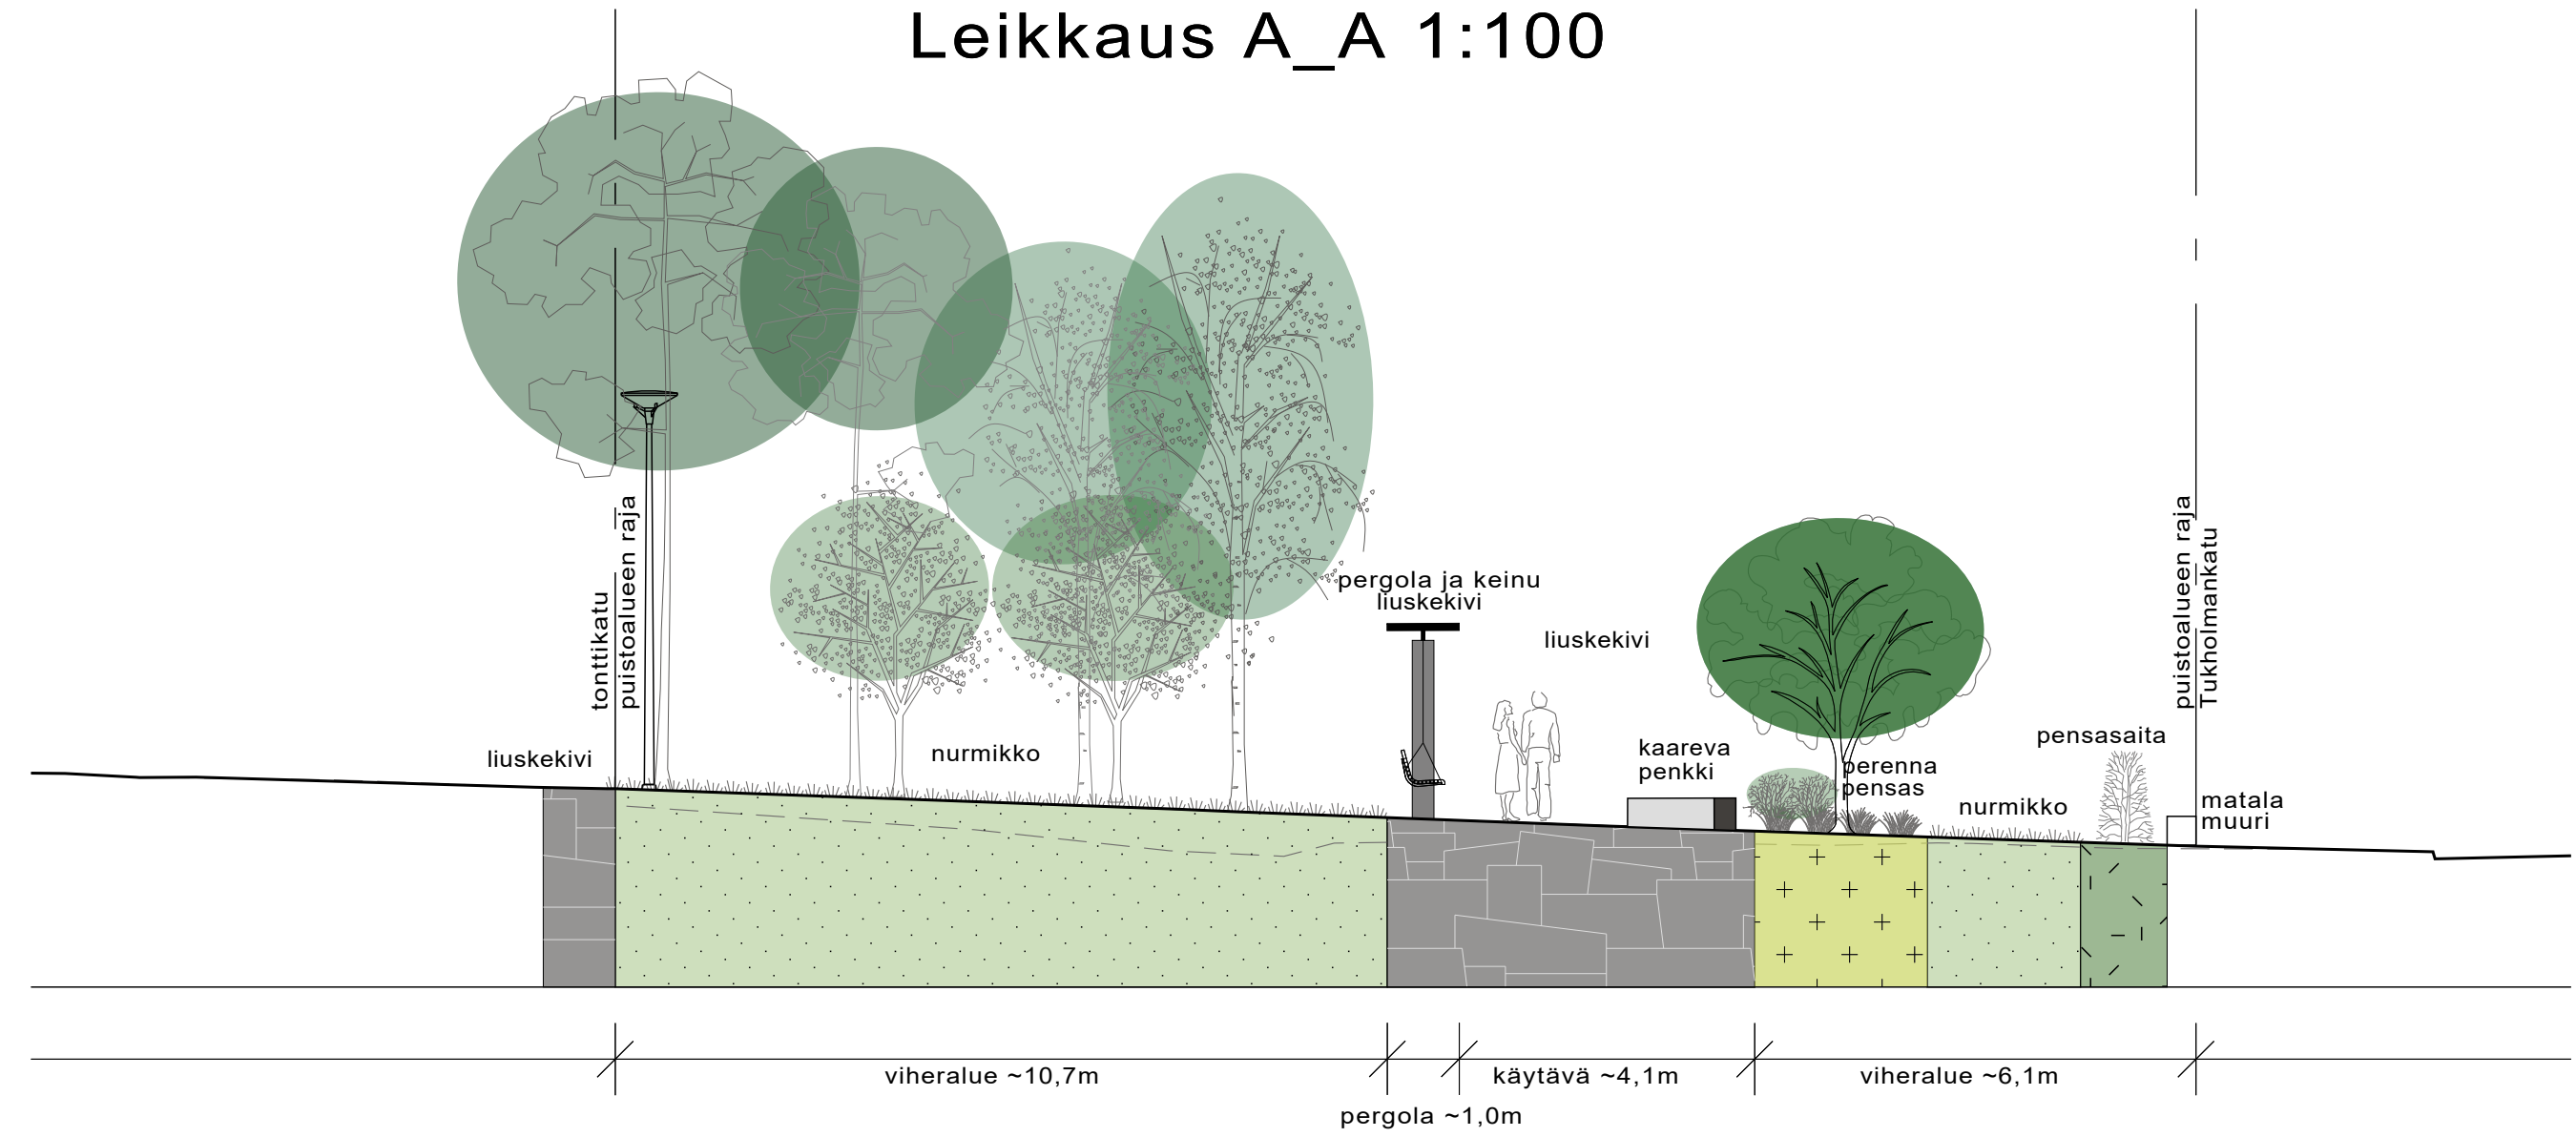 Leikkaus A_A 1:100
tonttikatu
puistoalueen raja
puistoalueen raja
Tukholmankatu
pergola ja keinu
liuskekivi
liuskekivi
liuskekivi
nurmikko
kaareva
penkki
perenna
pensas
pensasaita
nurmikko
matala
muuri
viheralue ~10,7m
käytävä ~4,1m
viheralue ~6,1m
pergola ~1,0m